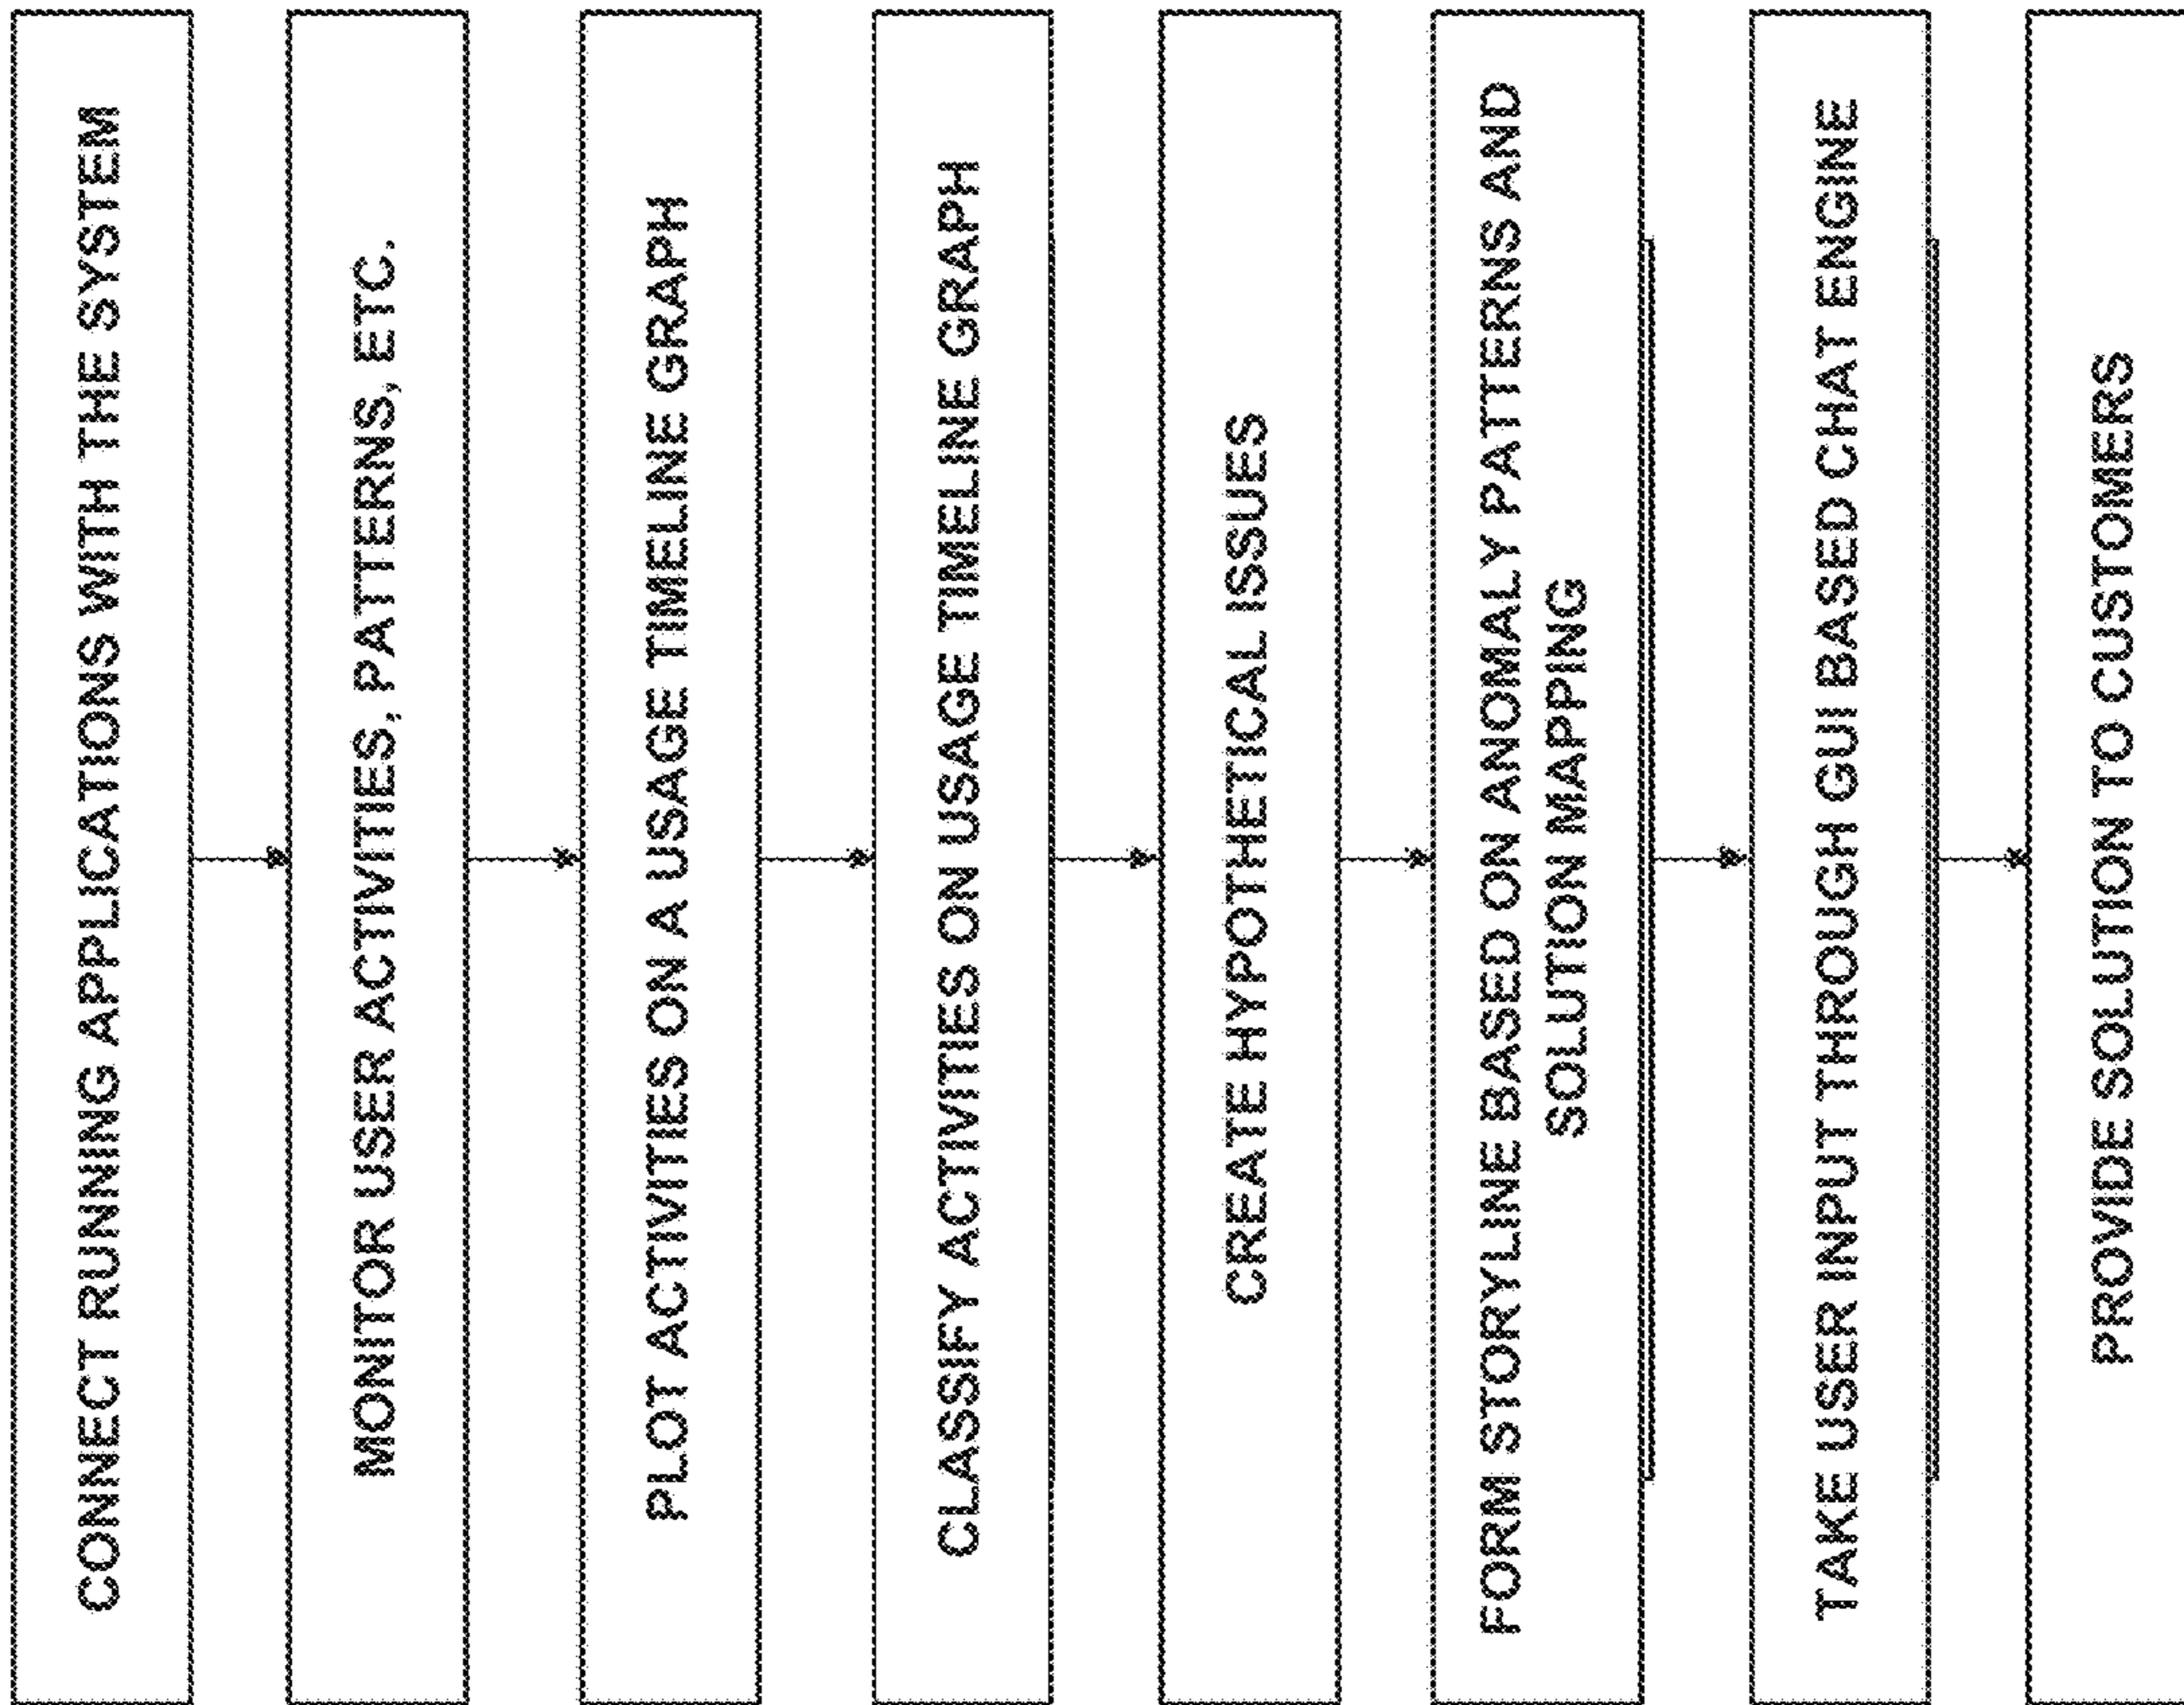 CONNECT RUNNING APPLICATIONS WITH THE SYSTEM
MONITOR USER ACTIVITIES, PATTERNS, ETC.
PLOT ACTIVITIES ON A USAGE TIMELINE GRAPH
CLASSIFY ACTIVITIES ON USAGE TIMELINE GRAPH
CREATE HYPOTHETICAL ISSUES
FORM STORYLINE BASED ON ANOMALY PATTERNS AND
SOLUTION MAPPING
TAKE USER INPUT THROUGH GUI BASED CHAT ENGINE
PROVIDE SOLUTION TO CUSTOMERS